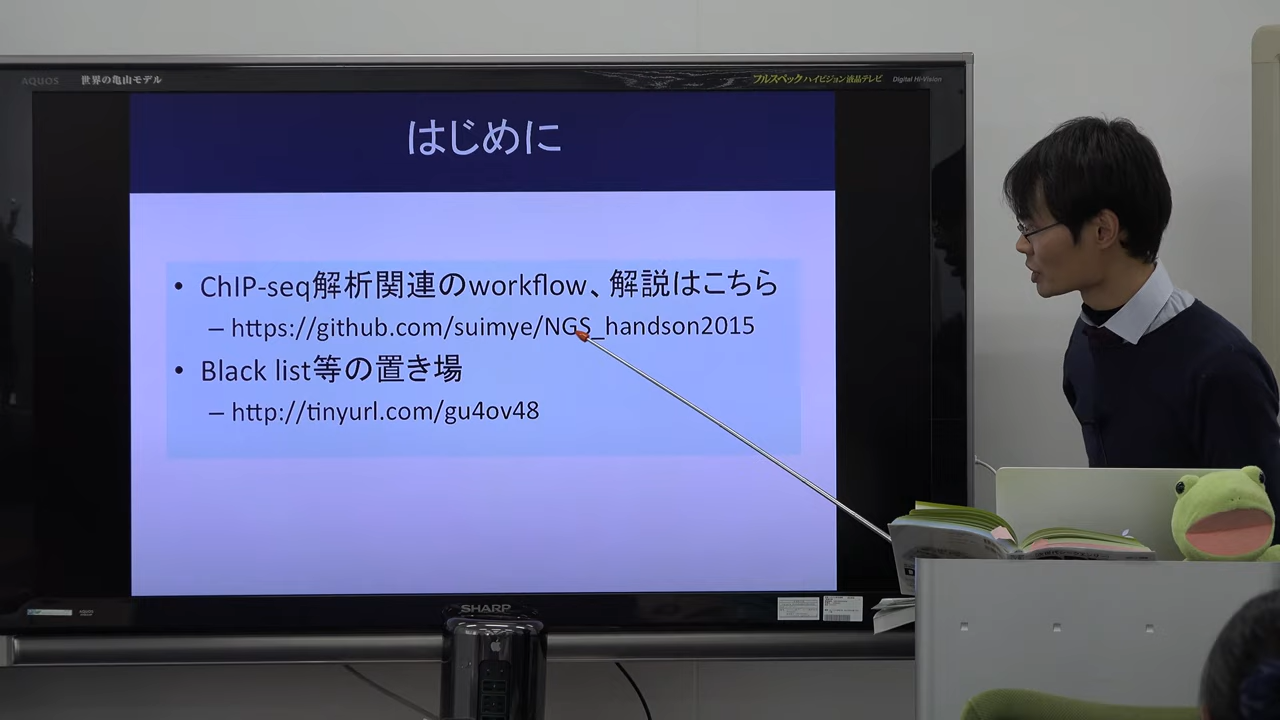 AQUOS 世界の亀山モデル フルスペック ハイビジョン液晶テレビ Digital Hi-Vision
はじめに
• ChIP-seq解析関連のworkflow、解説はこちら
– https://github.com/suimye/NGS_handson2015
• Black list等の置き場
– http://tinyurl.com/gu4ov48
SHARP